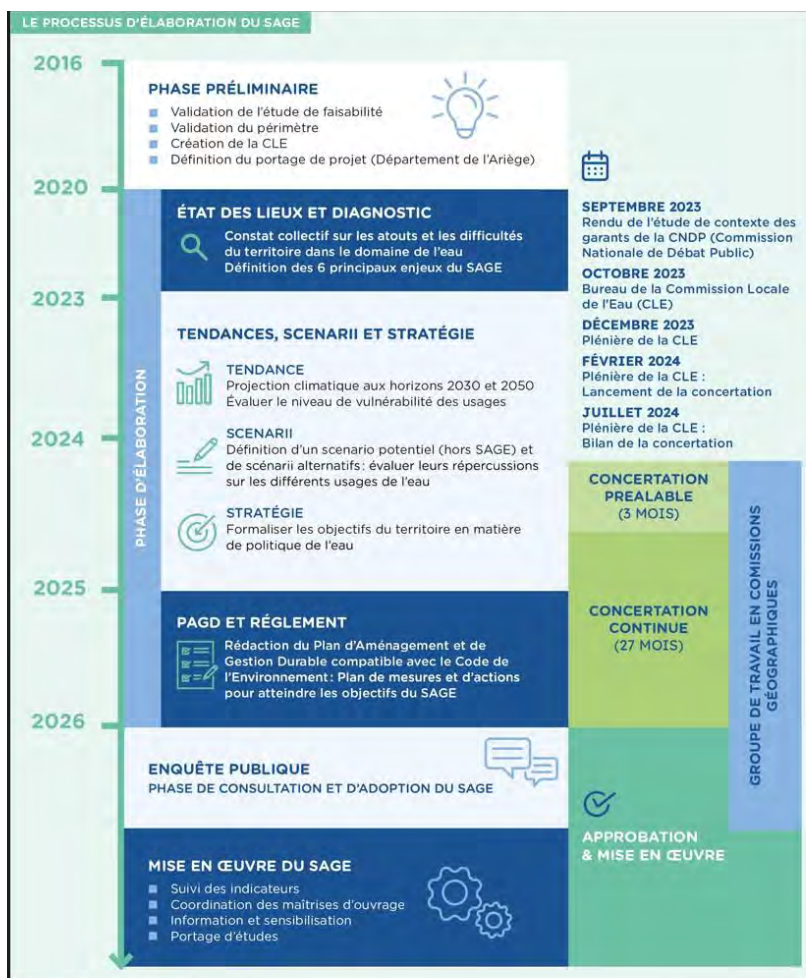 LE PROCESSUS D'ÉLABORATION DU SAGE
2016
PHASE PRÉLIMINAIRE
Validation de l'étude de faisabilité
Validation du périmètre
Création de la CLE
Définition du portage de projet (Département de l'Ariège)
2020
ÉTAT DES LIEUX ET DIAGNOSTIC
Constat collectif sur les atouts et les difficultés
du territoire dans le domaine de l'eau
Définition des 6 principaux enjeux du SAGE
2023
PHASE D'ÉLABORATION
TENDANCES, SCENARII ET STRATÉGIE
TENDANCE
Projection climatique aux horizons 2030 et 2050
Évaluer le niveau de vulnérabilité des usages
2024
SCENARII
Définition d'un scenario potentiel (hors SAGE) et
de scénarii alternatifs : évaluer leurs répercussions
sur les différents usages de l'eau
STRATÉGIE
Formaliser les objectifs du territoire en matière
de politique de l'eau
2025
PAGD ET RÉGLEMENT
Rédaction du Plan d'Aménagement et de
Gestion Durable compatible avec le Code de
l'Environnement : Plan de mesures et d'actions
pour atteindre les objectifs du SAGE
2026
ENQUÊTE PUBLIQUE
PHASE DE CONSULTATION ET D'ADOPTION DU SAGE
MISE EN ŒUVRE DU SAGE
Suivi des indicateurs
Coordination des maîtrises d'ouvrage
Information et sensibilisation
Portage d'études
SEPTEMBRE 2023
Rendu de l'étude de contexte des
garants de la CNDP (Commission
Nationale de Débat Public)
OCTOBRE 2023
Bureau de la Commission Locale
de l'Eau (CLE)
DÉCEMBRE 2023
Plénière de la CLE
FÉVRIER 2024
Plénière de la CLE :
Lancement de la concertation
JUILLET 2024
Plénière de la CLE :
Bilan de la concertation
CONCERTATION
PREALABLE
(3 MOIS)
CONCERTATION
CONTINUE
(27 MOIS)
GROUPE DE TRAVAIL EN COMISSIONS
GÉOGRAPHIQUES
APPROBATION
& MISE EN ŒUVRE